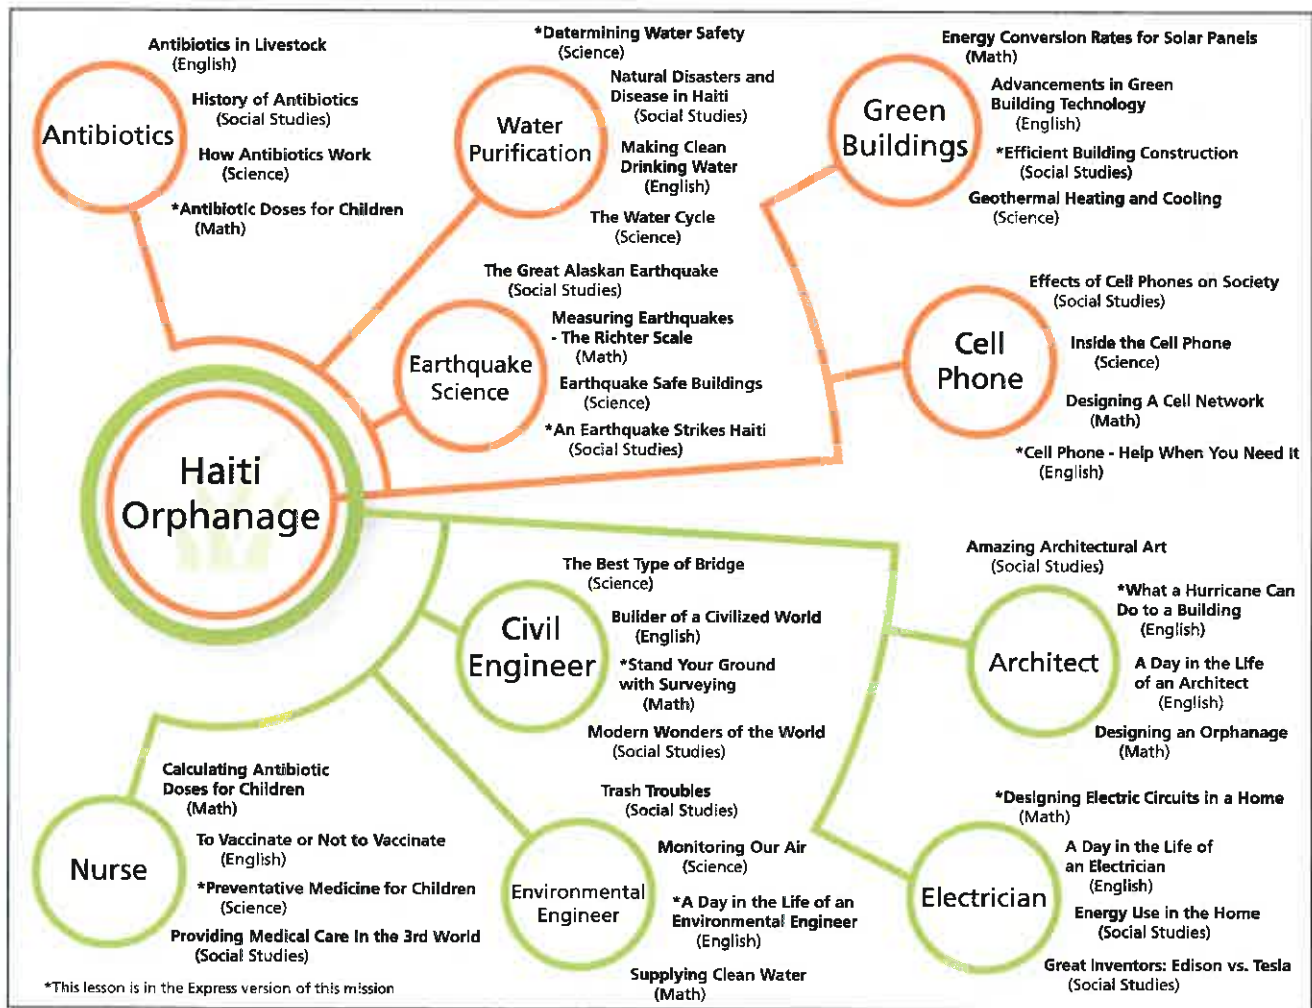 Antibiotics
Antibiotics in Livestock
(English)
History of Antibiotics
(Social Studies)
How Antibiotics Work
(Science)
*Antibiotic Doses for Children
(Math)
Water
Purification
*Determining Water Safety
(Science)
Natural Disasters and
Disease in Haiti
(Social Studies)
Making Clean
Drinking Water
(English)
The Water Cycle
(Science)
Green
Buildings
Energy Conversion Rates for Solar Panels
(Math)
Advancements in Green
Building Technology
(English)
*Efficient Building Construction
(Social Studies)
Geothermal Heating and Cooling
(Science)
Earthquake
Science
The Great Alaskan Earthquake
(Social Studies)
Measuring Earthquakes
- The Richter Scale
(Math)
Earthquake Safe Buildings
(Science)
*An Earthquake Strikes Haiti
(Social Studies)
Cell
Phone
Effects of Cell Phones on Society
(Social Studies)
Inside the Cell Phone
(Science)
Designing A Cell Network
(Math)
*Cell Phone - Help When You Need It
(English)
Haiti
Orphanage
Civil
Engineer
The Best Type of Bridge
(Science)
Builder of a Civilized World
(English)
*Stand Your Ground
with Surveying
(Math)
Modern Wonders of the World
(Social Studies)
Architect
Amazing Architectural Art
(Social Studies)
*What a Hurricane Can
Do to a Building
(English)
A Day in the Life
of an Architect
(English)
Designing an Orphanage
(Math)
Nurse
Calculating Antibiotic
Doses for Children
(Math)
To Vaccinate or Not to Vaccinate
(English)
*Preventative Medicine for Children
(Science)
Providing Medical Care In the 3rd World
(Social Studies)
Environmental
Engineer
Trash Troubles
(Social Studies)
Monitoring Our Air
(Science)
*A Day in the Life of an
Environmental Engineer
(English)
Supplying Clean Water
(Math)
Electrician
*Designing Electric Circuits in a Home
(Math)
A Day in the Life of
an Electrician
(English)
Energy Use in the Home
(Social Studies)
Great Inventors: Edison vs. Tesla
(Social Studies)
*This lesson is in the Express version of this mission